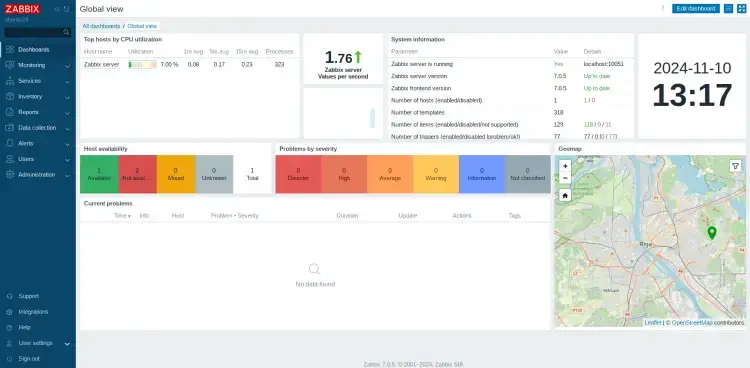 ZABBIX
ubuntu24
Dashboards
Monitoring
Services
Inventory
Reports
Data collection
Alerts
Users
Administration
Support
Integrations
Help
User settings
Sign out
Global view
? Edit dashboard
All dashboards / Global view
Top hosts by CPU utilization
Host name Utilization 1m avg 5m avg 15m avg Processes
Zabbix server 7.00 % 0.08 0.17 0.23 323
1.76
Zabbix server
Values per second
System information
Parameter Value Details
Zabbix server is running Yes localhost:10051
Zabbix server version 7.0.5 Up to date
Zabbix frontend version 7.0.5 Up to date
Number of hosts (enabled/disabled) 1 1 / 0
Number of templates 318
Number of items (enabled/disabled/not supported) 129 118 / 0 / 11
Number of triggers (enabled/disabled [problem/ok]) 77 77 / 0 [0 / 77]
2024-11-10
13:17
Host availability
1 0 0 0 1
Available Not avail... Mixed Unknown Total
Problems by severity
0 0 0 0 0 0
Disaster High Average Warning Information Not classified
Geomap
+
−
Rīga
Leaflet | © OpenStreetMap contributors
Current problems
Time Info Host Problem • Severity Duration Update Actions Tags
No data found
Zabbix 7.0.5. © 2001–2024, Zabbix SIA